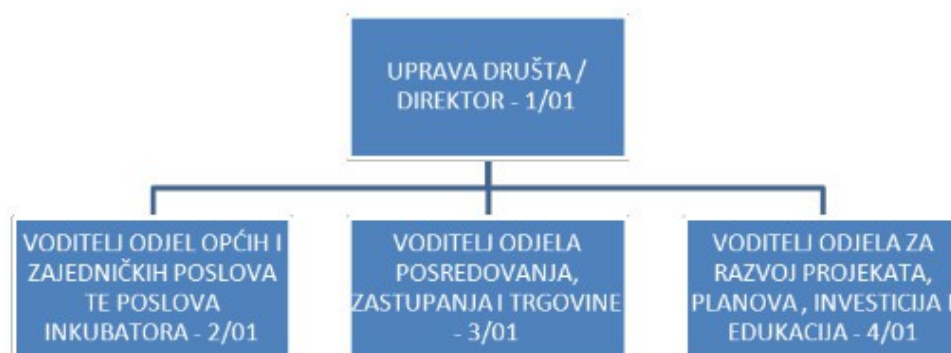 UPRAVA DRUŠTA /
DIREKTOR - 1/01
VODITELJ ODJEL OPĆIH I
ZAJEDNIČKIH POSLOVA
TE POSLOVA
INKUBATORA - 2/01
VODITELJ ODJELA
POSREDOVANJA,
ZASTUPANJA I TRGOVINE
- 3/01
VODITELJ ODJELA ZA
RAZVOJ PROJEKATA,
PLANOVA , INVESTICIJA I
EDUKACIJA - 4/01